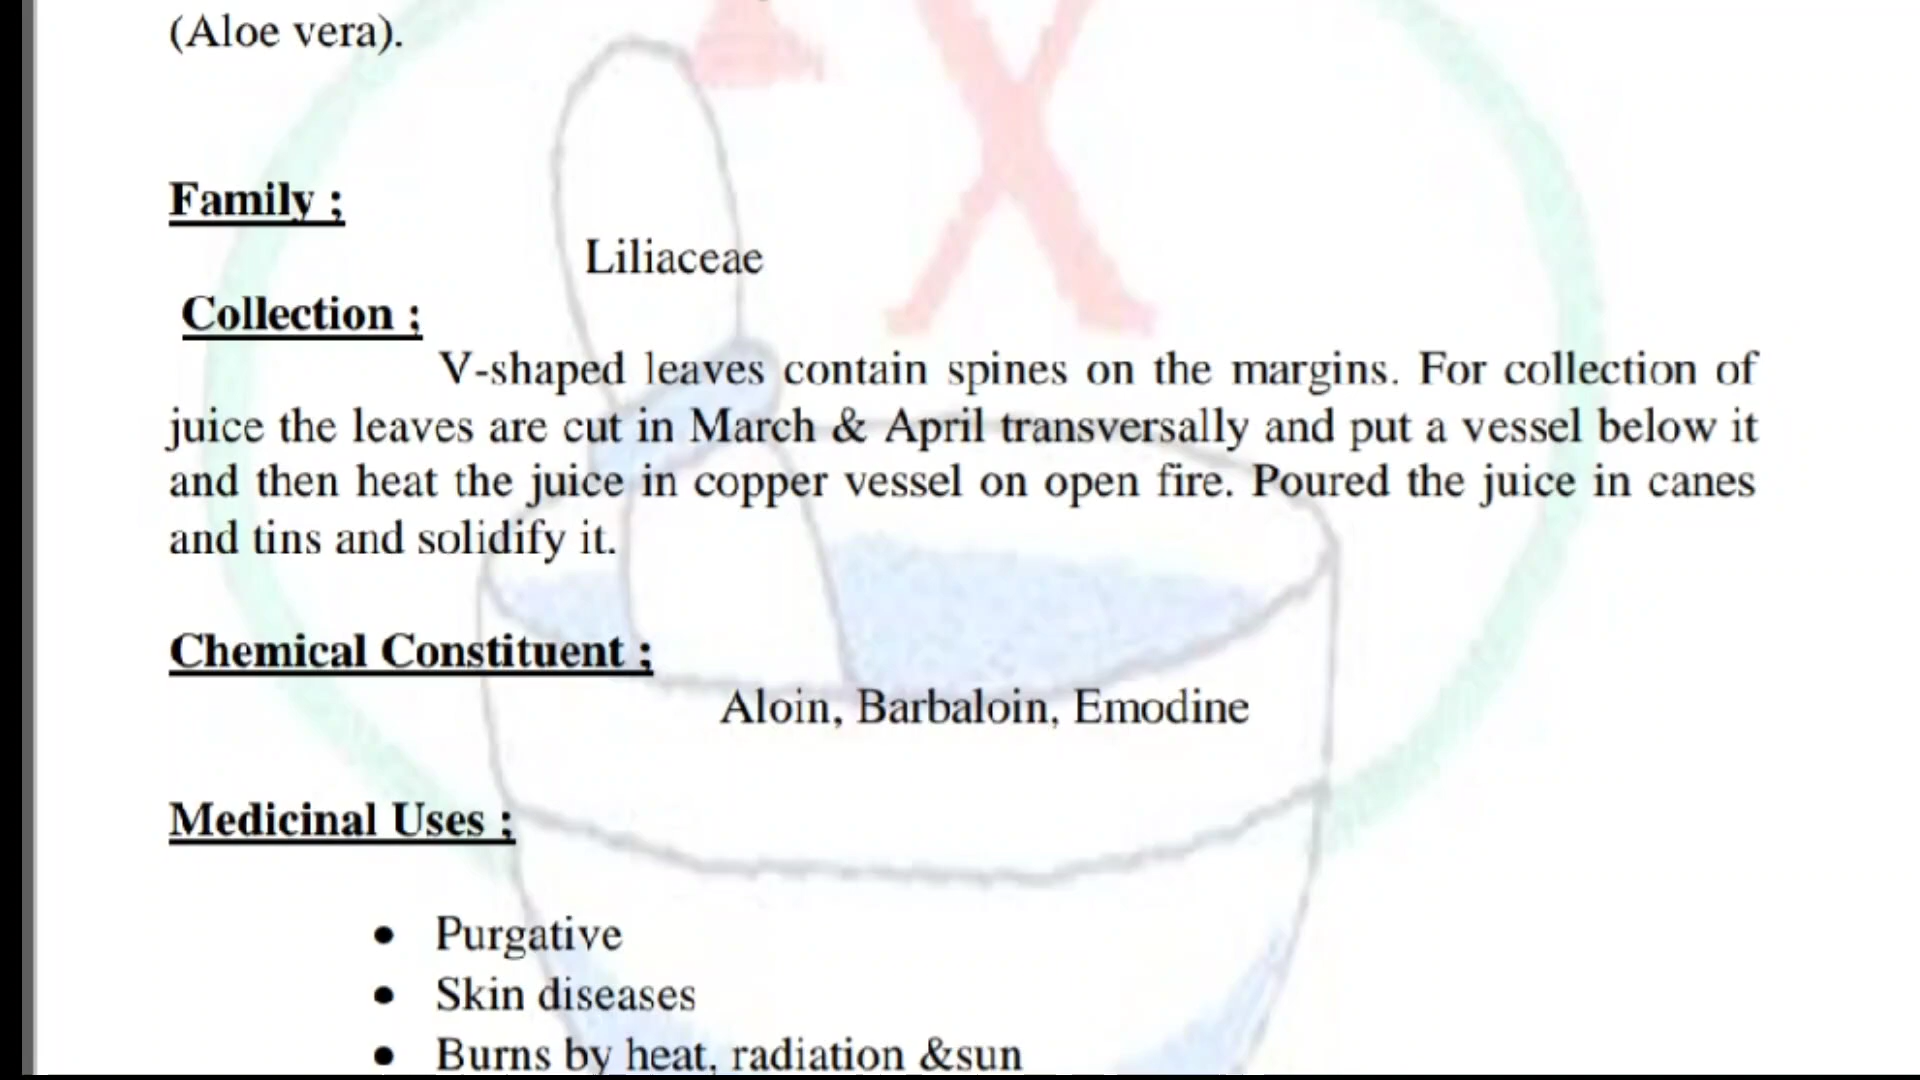 (Aloe vera).
Family ;
Liliaceae
Collection ;
V-shaped leaves contain spines on the margins. For collection of
juice the leaves are cut in March & April transversally and put a vessel below it
and then heat the juice in copper vessel on open fire. Poured the juice in canes
and tins and solidify it.
Chemical Constituent ;
Aloin, Barbaloin, Emodine
Medicinal Uses ;
• Purgative
• Skin diseases
• Burns by heat, radiation &sun